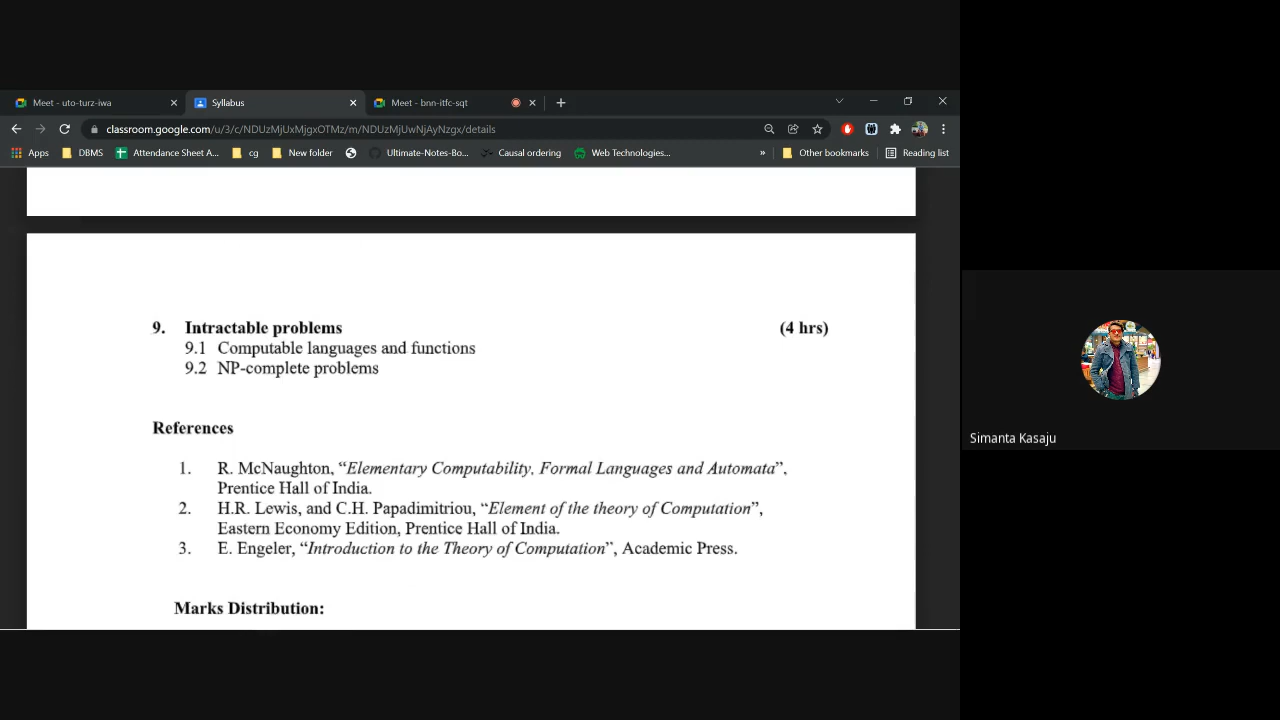 Meet - uto-turz-iwa
Syllabus
Meet - bnn-itfc-sqt
classroom.google.com/u/3/c/NDUzMjUxMjgxOTMz/m/NDUzMjUwNjAyNzgx/details
Apps
DBMS
Attendance Sheet A...
cg
New folder
Ultimate-Notes-Bo...
Causal ordering
Web Technologies...
»
Other bookmarks
Reading list
9. Intractable problems (4 hrs)
9.1 Computable languages and functions
9.2 NP-complete problems
References
1. R. McNaughton, “Elementary Computability, Formal Languages and Automata”,
Prentice Hall of India.
2. H.R. Lewis, and C.H. Papadimitriou, “Element of the theory of Computation”,
Eastern Economy Edition, Prentice Hall of India.
3. E. Engeler, “Introduction to the Theory of Computation”, Academic Press.
Marks Distribution:
Simanta Kasaju